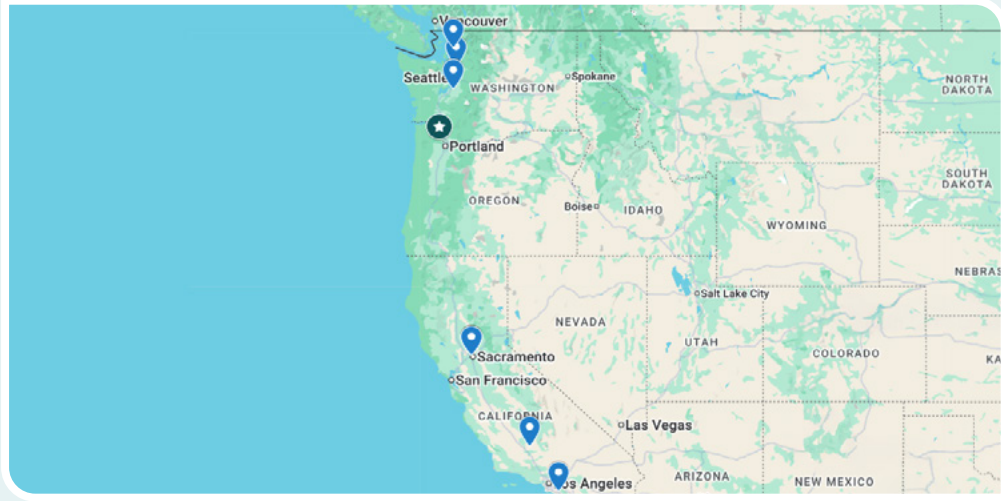 Vancouver
Seattle
WASHINGTON
Spokane
NORTH
DAKOTA
Portland
SOUTH
DAKOTA
OREGON
Boise
IDAHO
WYOMING
NEBRAS
Salt Lake City
NEVADA
UTAH
COLORADO
KA
Sacramento
San Francisco
CALIFORNIA
Las Vegas
os Angeles
ARIZONA
NEW MEXICO